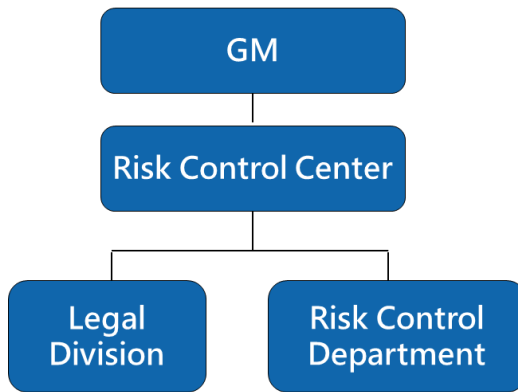 GM
Risk Control Center
Legal
Division
Risk Control
Department